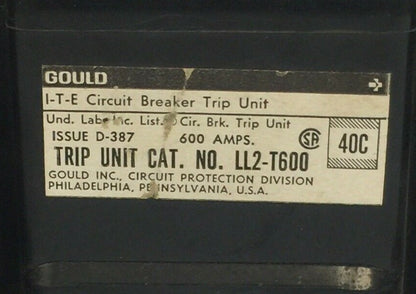 GOULD
I-T-E Circuit Breaker Trip Unit
Und. Lab. Inc. List. Cir. Brk. Trip Unit
ISSUE D-387 600 AMPS. SA 40C
TRIP UNIT CAT. NO. LL2-T600
GOULD INC., CIRCUIT PROTECTION DIVISION
PHILADELPHIA, PENNSYLVANIA, U.S.A.